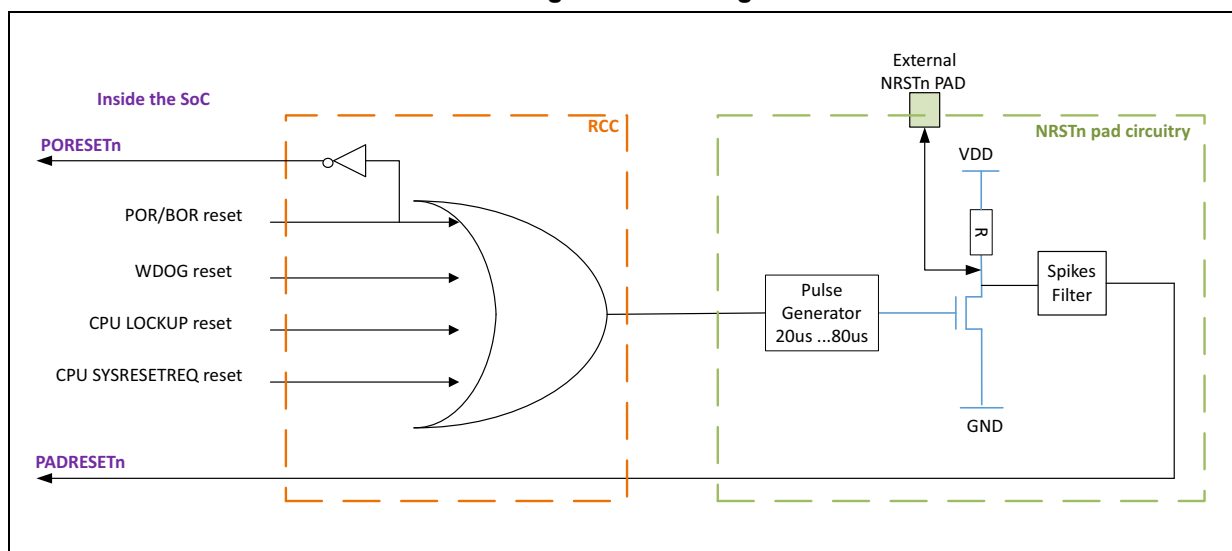 External
NRSTn PAD
Inside the SoC
RCC
NRSTn pad circuitry
PORESETn
VDD
POR/BOR reset
R
WDOG reset
Spikes
Filter
Pulse
Generator
20us ...80us
CPU LOCKUP reset
CPU SYSRESETREQ reset
GND
PADRESETn